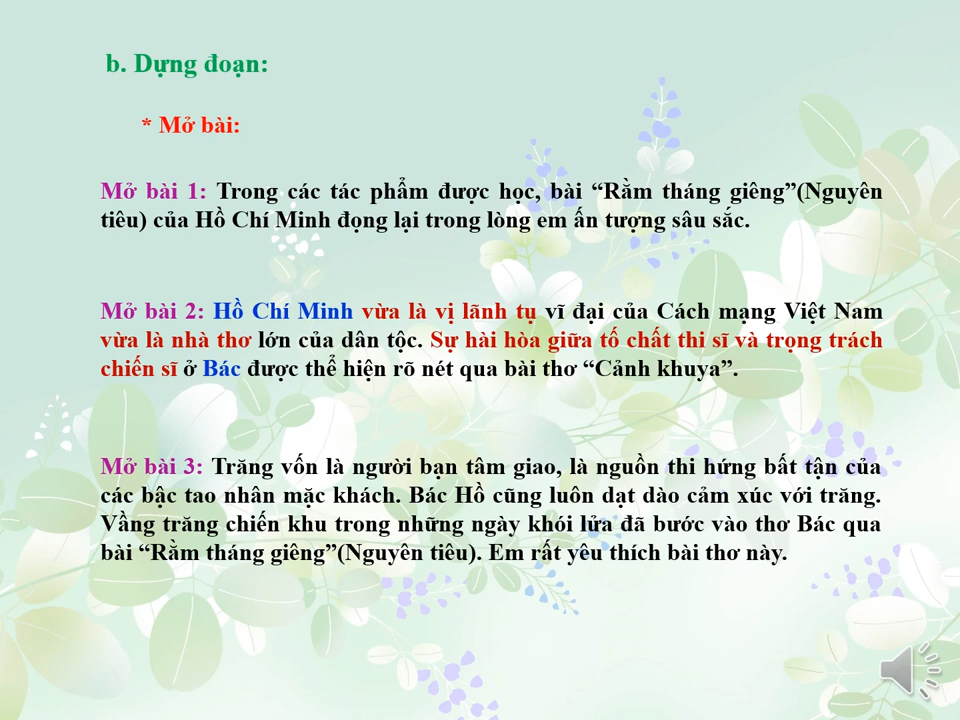 b. Dựng đoạn:
* Mở bài:
Mở bài 1: Trong các tác phẩm được học, bài “Rằm tháng giêng”(Nguyên
tiêu) của Hồ Chí Minh đọng lại trong lòng em ấn tượng sâu sắc.
Mở bài 2: Hồ Chí Minh vừa là vị lãnh tụ vĩ đại của Cách mạng Việt Nam
vừa là nhà thơ lớn của dân tộc. Sự hài hòa giữa tố chất thi sĩ và trọng trách
chiến sĩ ở Bác được thể hiện rõ nét qua bài thơ “Cảnh khuya”.
Mở bài 3: Trăng vốn là người bạn tâm giao, là nguồn thi hứng bất tận của
các bậc tao nhân mặc khách. Bác Hồ cũng luôn dạt dào cảm xúc với trăng.
Vầng trăng chiến khu trong những ngày khói lửa đã bước vào thơ Bác qua
bài “Rằm tháng giêng”(Nguyên tiêu). Em rất yêu thích bài thơ này.